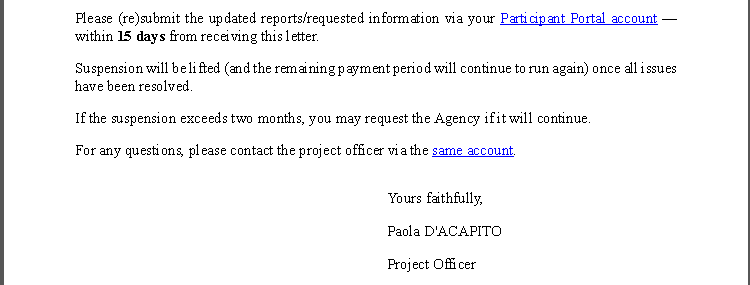 Please (re)submit the updated reports/requested information via your Participant Portal account —
within 15 days from receiving this letter.
Suspension will be lifted (and the remaining payment period will continue to run again) once all issues
have been resolved.
If the suspension exceeds two months, you may request the Agency if it will continue.
For any questions, please contact the project officer via the same account.
Yours faithfully,
Paola D'ACAPITO
Project Officer